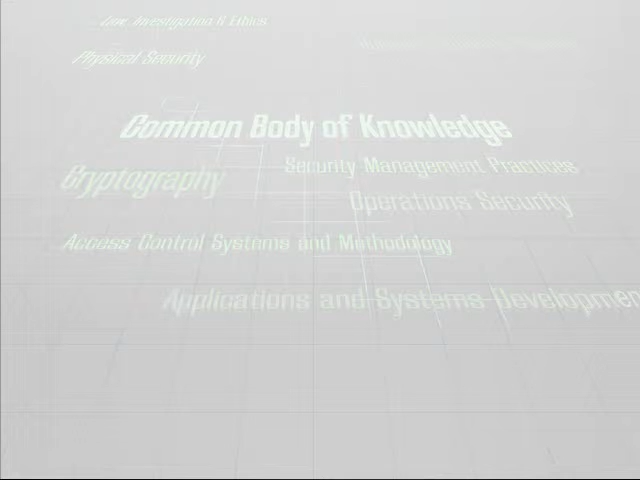 Law, Investigation & Ethics
Physical Security
Common Body of Knowledge
Security Management Practices
Cryptography
Operations Security
Access Control Systems and Methodology
Applications and Systems Developmen